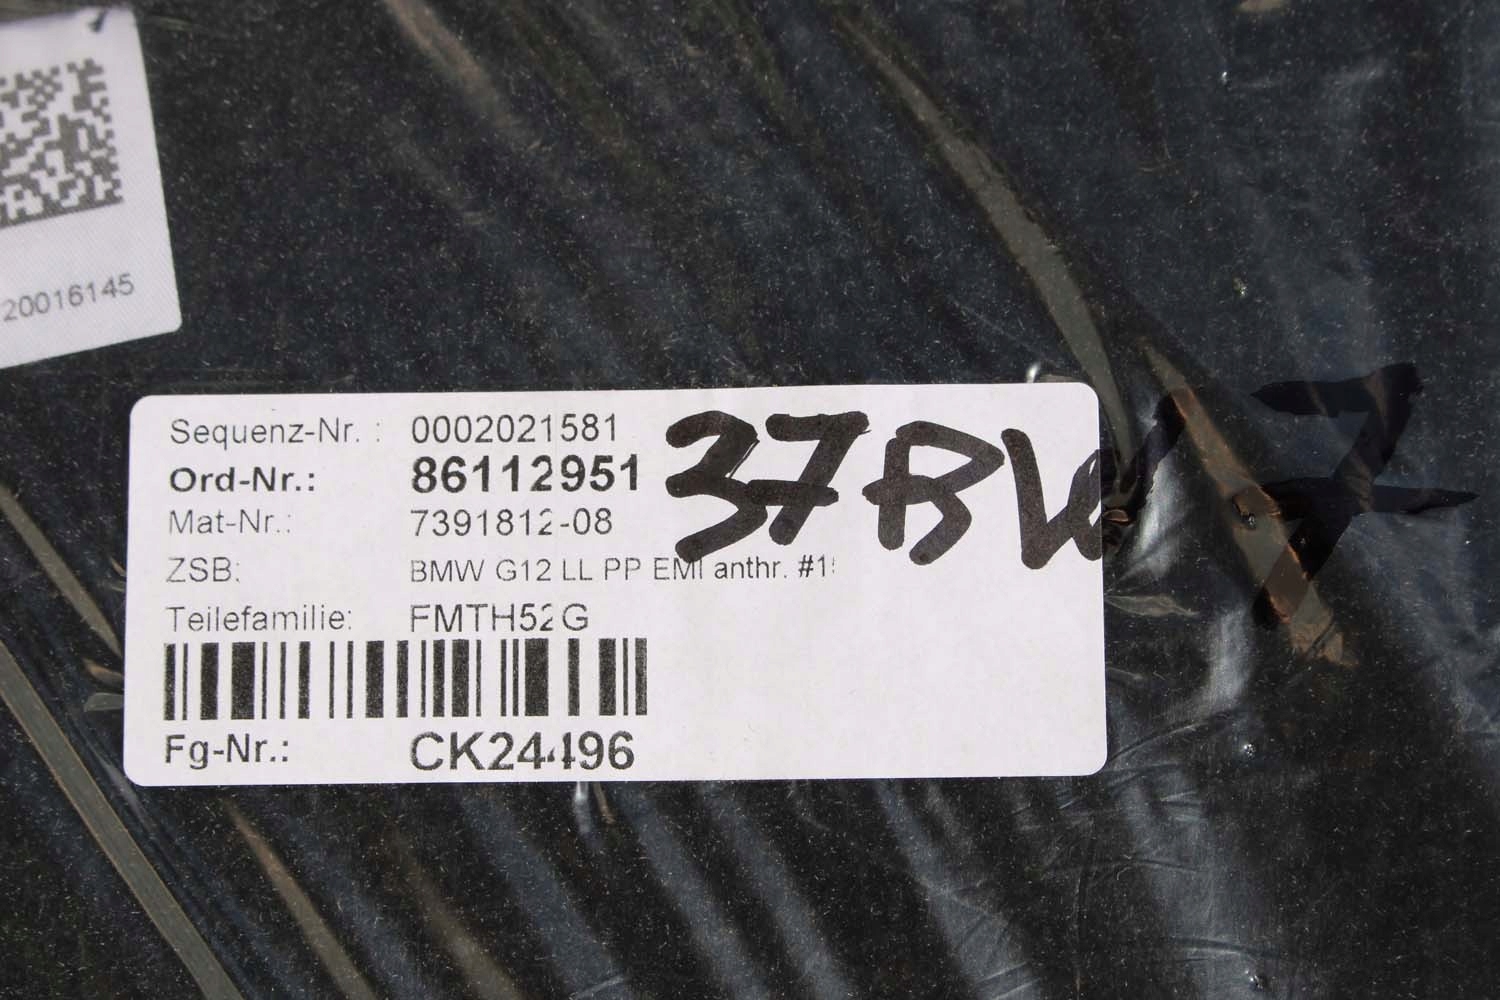 20016145
Sequenz-Nr. : 0002021581
Ord-Nr.: 86112951
Mat-Nr.: 7391812-08
ZSB: BMW G12 LL PP EMI anthr.
Teilefamilie: FMTH52G
Fg-Nr.: CK24496
37BW7